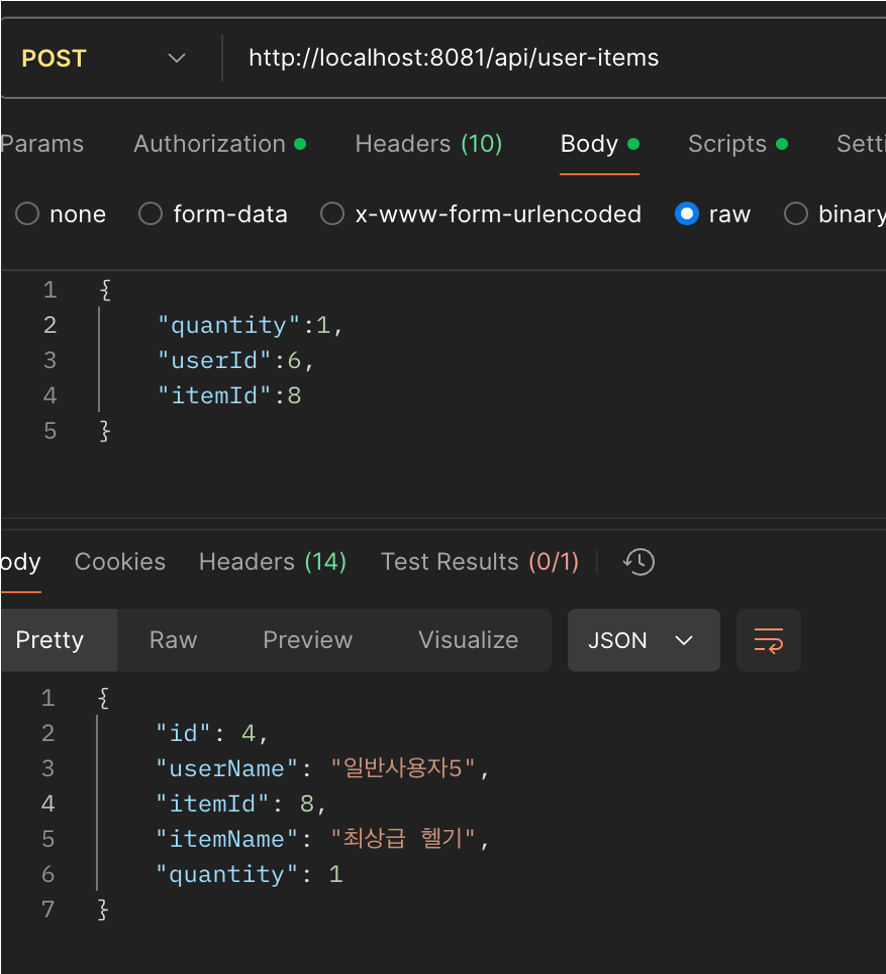 POST http://localhost:8081/api/user-items
Params Authorization Headers (10) Body Scripts Setti
none form-data x-www-form-urlencoded raw binary
1 {
2 "quantity":1,
3 "userId":6,
4 "itemId":8
5 }
ody Cookies Headers (14) Test Results (0/1)
Pretty Raw Preview Visualize JSON
1 {
2 "id": 4,
3 "userName": "일반사용자5",
4 "itemId": 8,
5 "itemName": "최상급 헬기",
6 "quantity": 1
7 }